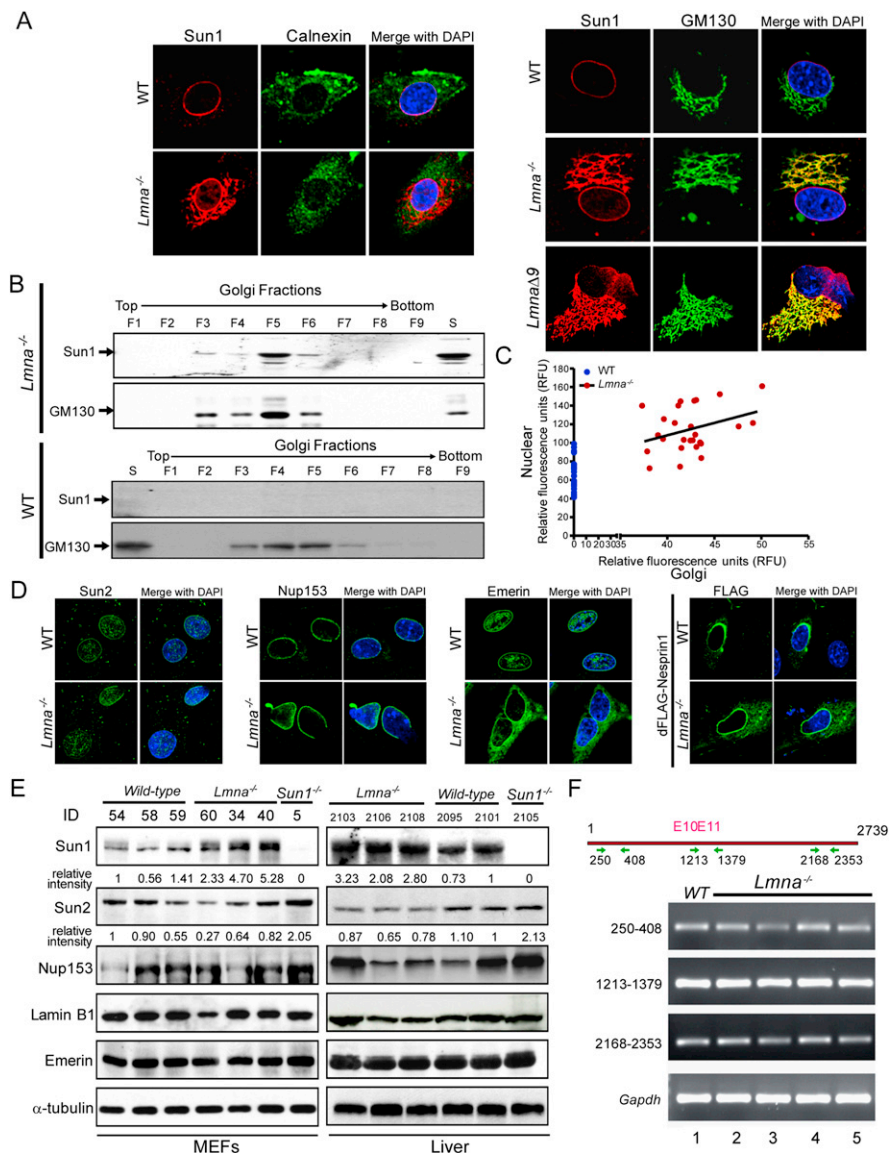 A
Sun1 Calnexin Merge with DAPI
WT
Lmna-/-
Sun1 GM130 Merge with DAPI
WT
Lmna-/-
LmnaΔ9
B
Golgi Fractions
Top Bottom
F1 F2 F3 F4 F5 F6 F7 F8 F9 S
Lmna-/-
Sun1
GM130
Golgi Fractions
Top Bottom
S F1 F2 F3 F4 F5 F6 F7 F8 F9
WT
Sun1
GM130
C
WT
Lmna-/-
Nuclear
Relative fluorescence units (RFU)
180
160
140
120
100
80
60
40
20
0
0 10 20 30 35 40 45 50 55
Relative fluorescence units (RFU)
Golgi
D
Sun2 Merge with DAPI
WT
Lmna-/-
Nup153 Merge with DAPI
WT
Lmna-/-
Emerin Merge with DAPI
WT
Lmna-/-
FLAG Merge with DAPI
dFLAG-Nesprin1
WT
Lmna-/-
E
Wild-type Lmna-/- Sun1-/- Lmna-/- Wild-type Sun1-/-
ID 54 58 59 60 34 40 5 2103 2106 2108 2095 2101 2105
Sun1
relative intensity 1 0.56 1.41 2.33 4.70 5.28 0 3.23 2.08 2.80 0.73 1 0
Sun2
relative intensity 1 0.90 0.55 0.27 0.64 0.82 2.05 0.87 0.65 0.78 1.10 1 2.13
Nup153
Lamin B1
Emerin
α-tubulin
MEFs Liver
F
1 E10E11 2739
250 408 1213 1379 2168 2353
WT Lmna-/-
250-408
1213-1379
2168-2353
Gapdh
1 2 3 4 5